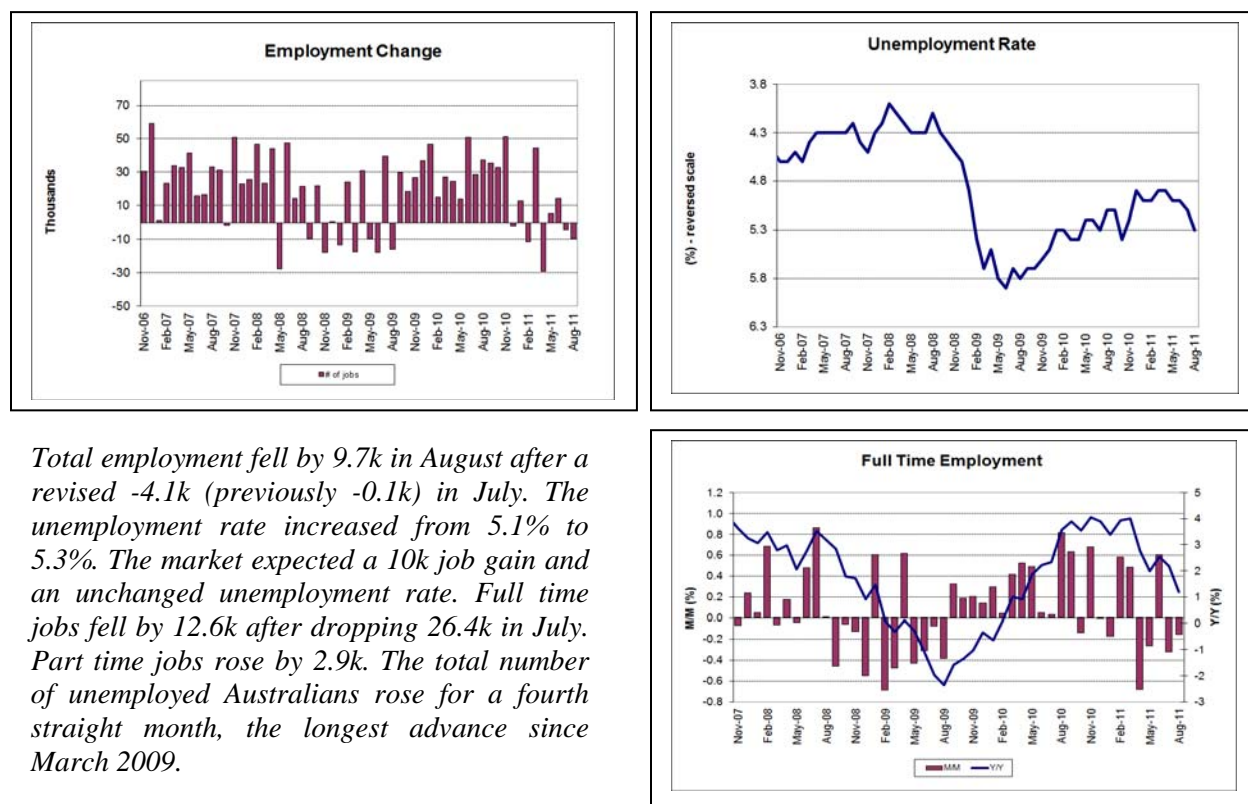 Employment Change
Thousands
70
50
30
10
-10
-30
-50
Nov-06
Feb-07
May-07
Aug-07
Nov-07
Feb-08
May-08
Aug-08
Nov-08
Feb-09
May-09
Aug-09
Nov-09
Feb-10
May-10
Aug-10
Nov-10
Feb-11
May-11
Aug-11
# of jobs
Unemployment Rate
(%) - reversed scale
3.8
4.3
4.8
5.3
5.8
6.3
Nov-06
Feb-07
May-07
Aug-07
Nov-07
Feb-08
May-08
Aug-08
Nov-08
Feb-09
May-09
Aug-09
Nov-09
Feb-10
May-10
Aug-10
Nov-10
Feb-11
May-11
Aug-11
Total employment fell by 9.7k in August after a
revised -4.1k (previously -0.1k) in July. The
unemployment rate increased from 5.1% to
5.3%. The market expected a 10k job gain and
an unchanged unemployment rate. Full time
jobs fell by 12.6k after dropping 26.4k in July.
Part time jobs rose by 2.9k. The total number
of unemployed Australians rose for a fourth
straight month, the longest advance since
March 2009.
Full Time Employment
M/M (%)
1.2
1.0
0.8
0.6
0.4
0.2
0.0
-0.2
-0.4
-0.6
-0.8
5
4
3
2
1
0
-1
-2
-3
Y/Y (%)
Nov-07
Feb-08
May-08
Aug-08
Nov-08
Feb-09
May-09
Aug-09
Nov-09
Feb-10
May-10
Aug-10
Nov-10
Feb-11
May-11
Aug-11
M/M
Y/Y